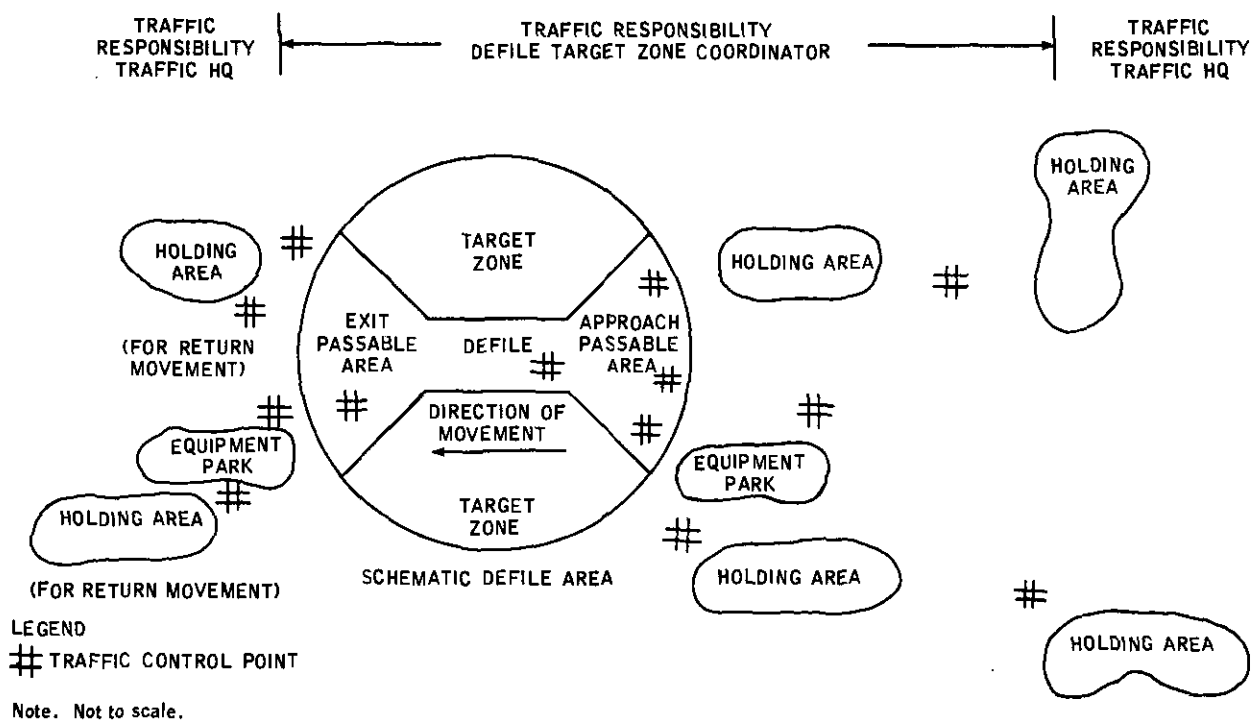 TRAFFIC
RESPONSIBILITY
TRAFFIC HQ
TRAFFIC RESPONSIBILITY
DEFILE TARGET ZONE COORDINATOR
TRAFFIC
RESPONSIBILITY
TRAFFIC HQ
HOLDING
AREA
HOLDING
AREA
(FOR RETURN
MOVEMENT)
TARGET
ZONE
HOLDING AREA
EXIT
PASSABLE
AREA
DEFILE
APPROACH
PASSABLE
AREA
DIRECTION OF
MOVEMENT
EQUIPMENT
PARK
EQUIPMENT
PARK
HOLDING AREA
(FOR RETURN MOVEMENT)
TARGET
ZONE
SCHEMATIC DEFILE AREA
HOLDING AREA
HOLDING AREA
LEGEND
TRAFFIC CONTROL POINT
Note. Not to scale.